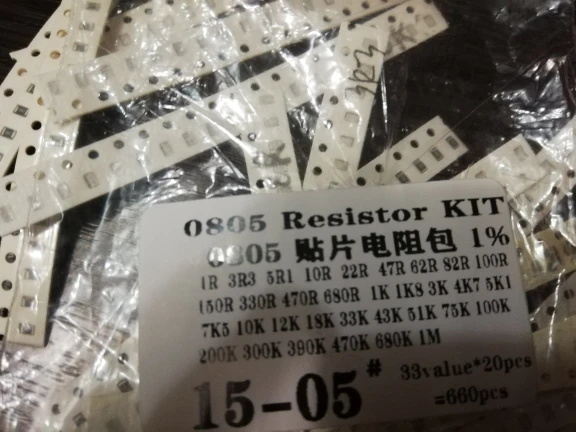 3R3
0805 Resistor KIT
0805 贴片电阻包 1%
1R 3R3 5R1 10R 22R 47R 62R 82R 100R
150R 330R 470R 680R 1K 1K8 3K 4K7 5K1
7K5 10K 12K 18K 33K 43K 51K 75K 100K
200K 300K 390K 470K 680K 1M
15-05 # 33value*20pcs
=660pcs